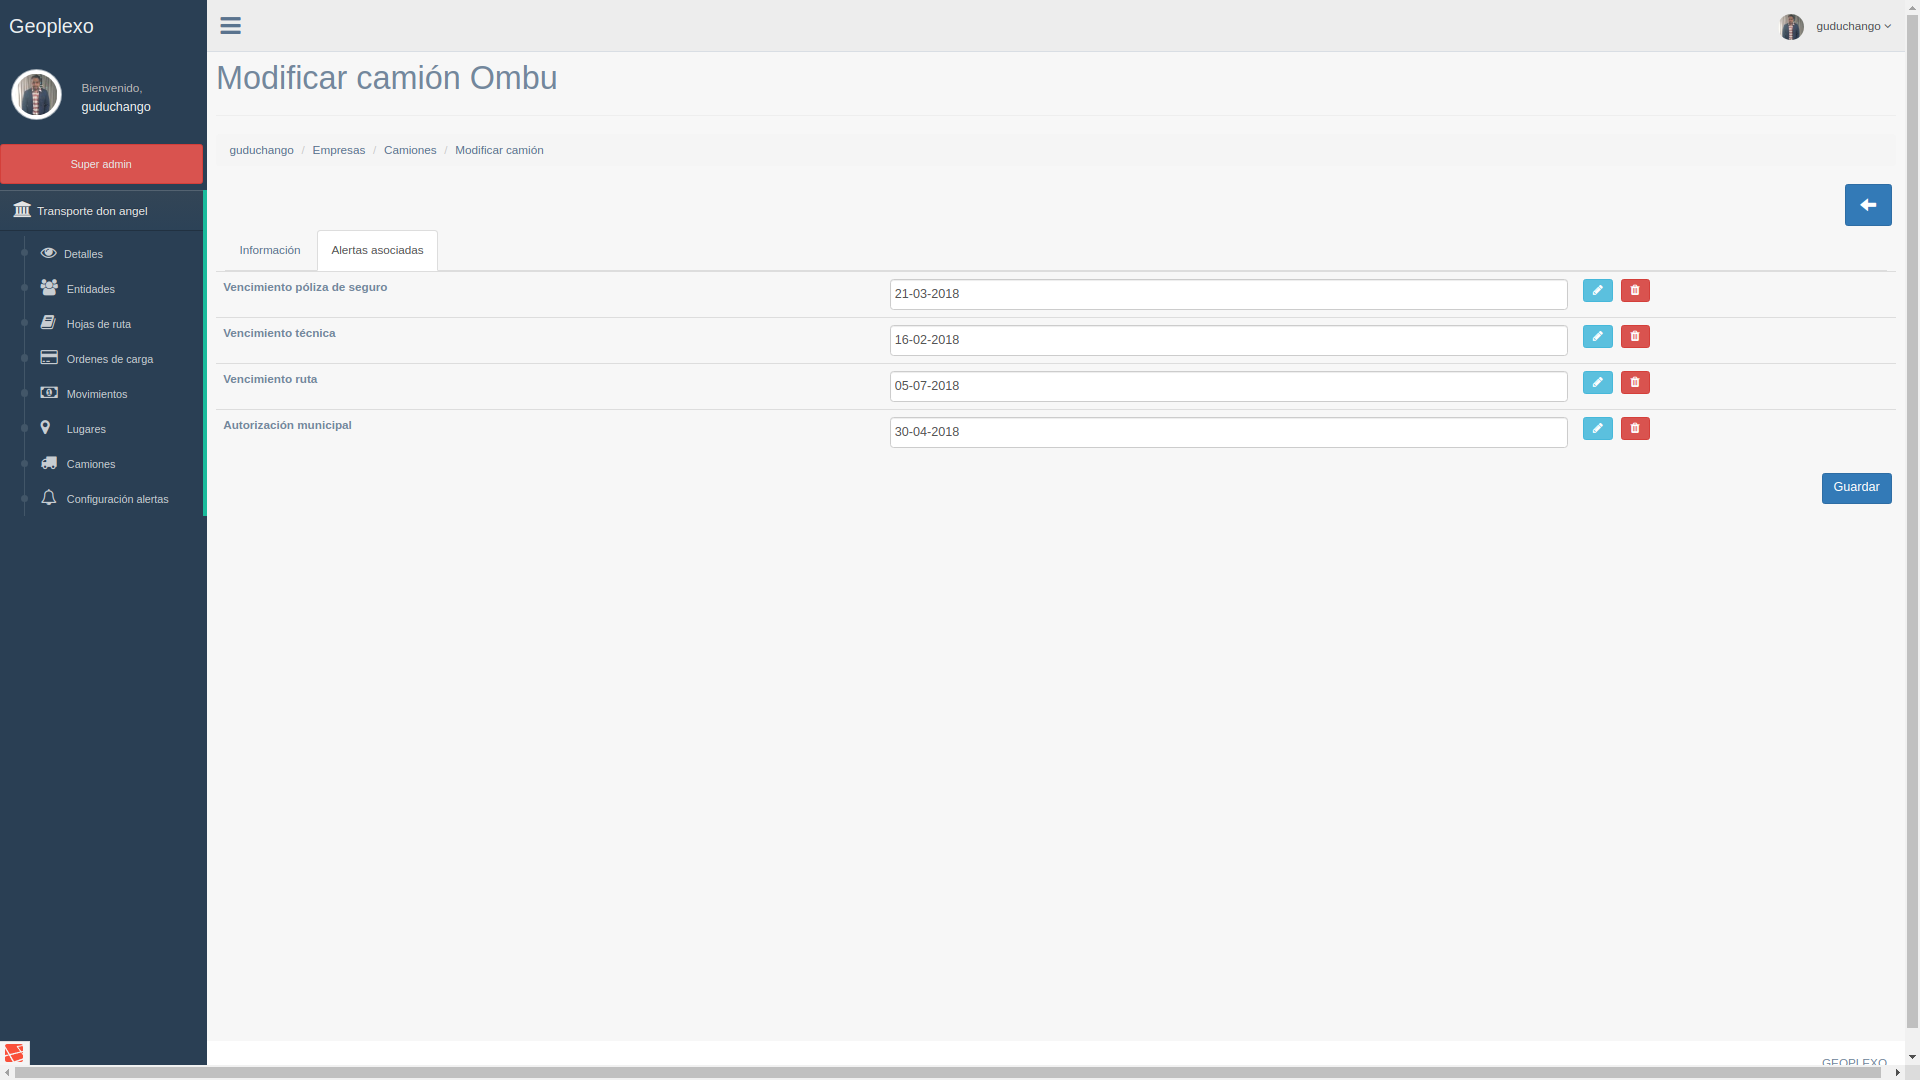 Geoplexo
guduchango
Bienvenido,
guduchango
Super admin
Transporte don angel
Detalles
Entidades
Hojas de ruta
Ordenes de carga
Movimientos
Lugares
Camiones
Configuración alertas
Modificar camión Ombu
guduchango / Empresas / Camiones / Modificar camión
Información
Alertas asociadas
Vencimiento póliza de seguro
21-03-2018
Vencimiento técnica
16-02-2018
Vencimiento ruta
05-07-2018
Autorización municipal
30-04-2018
Guardar
GEOPLEXO